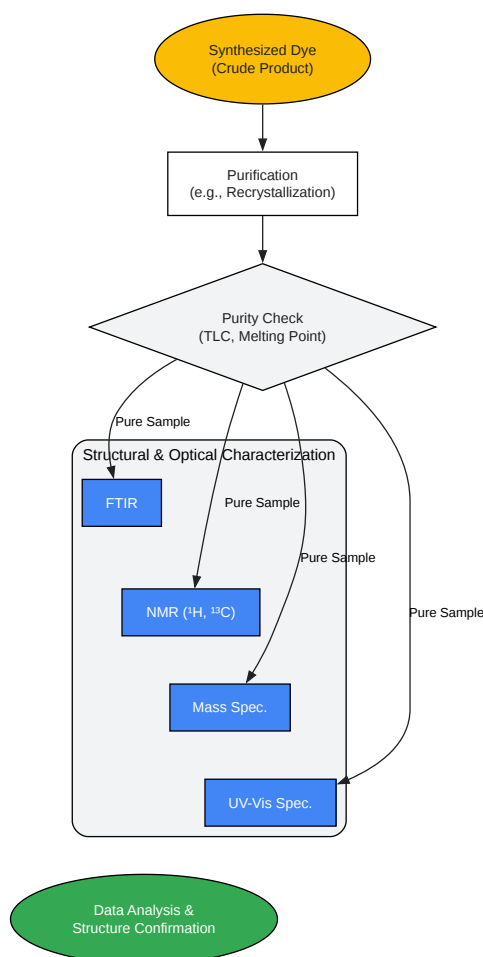 Synthesized Dye
(Crude Product)
Purification
(e.g., Recrystallization)
Purity Check
(TLC, Melting Point)
Pure Sample
Structural & Optical Characterization
FTIR
Pure Sample
Pure Sample
NMR (¹H, ¹³C)
Pure Sample
Mass Spec.
UV-Vis Spec.
Data Analysis &
Structure Confirmation